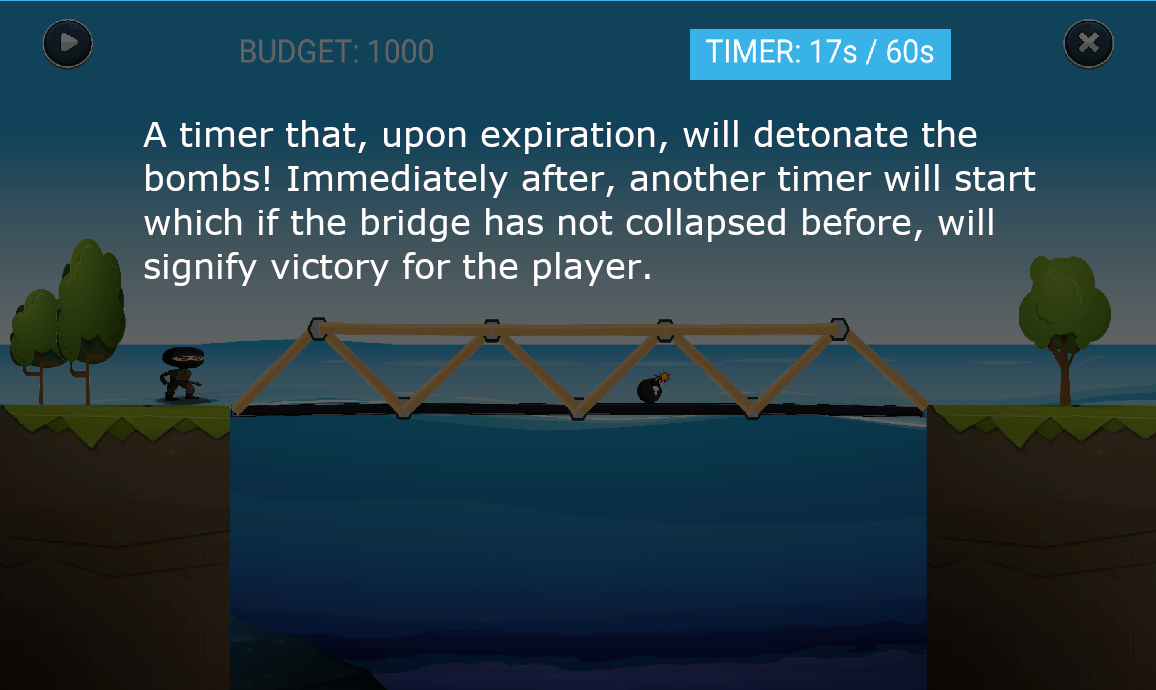 BUDGET: 1000
TIMER: 17s / 60s
A timer that, upon expiration, will detonate the
bombs! Immediately after, another timer will start
which if the bridge has not collapsed before, will
signify victory for the player.